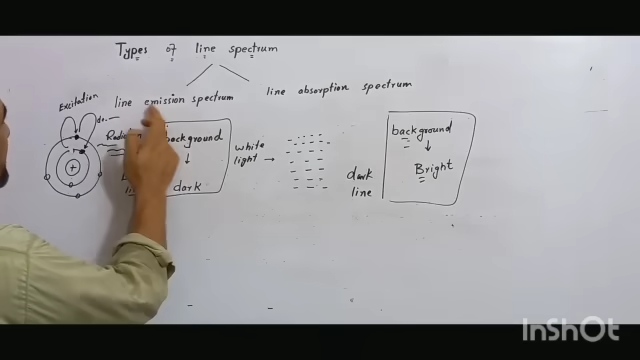 Types of line spectrum
line emission spectrum
line absorption spectrum
Excitation
de.
background
↓
dark
+
white
light →
dark
line
background
↓
Bright
InShOt